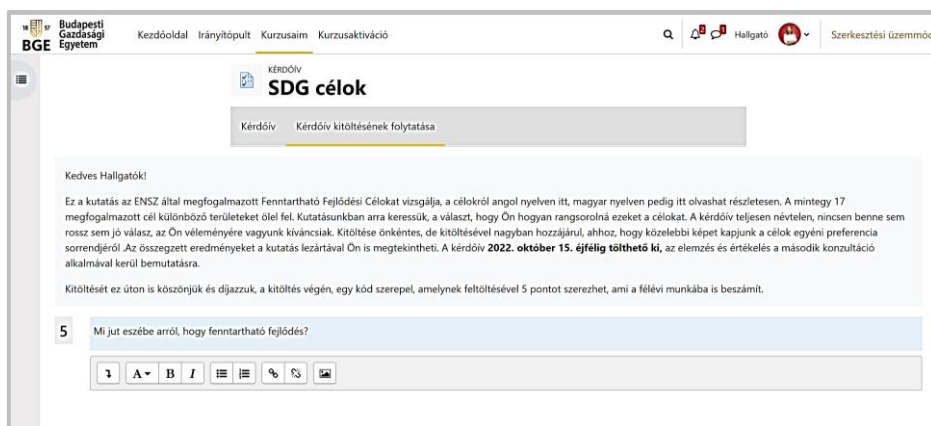 18 57
BGE
Budapesti
Gazdasági
Egyetem
Kezdőoldal Irányítópult Kurzusaim Kurzusaktiváció
2 1 Hallgató Szerkesztési üzemmód
KÉRDŐÍV
SDG célok
Kérdőív Kérdőív kitöltésének folytatása
Kedves Hallgatók!
Ez a kutatás az ENSZ által megfogalmazott Fenntartható Fejlődési Célokat vizsgálja, a célokról angol nyelven itt, magyar nyelven pedig itt olvashat részletesen. A mintegy 17
megfogalmazott cél különböző területeket ölel fel. Kutatásunkban arra keressük, a választ, hogy Ön hogyan rangsorolná ezeket a célokat. A kérdőív teljesen névtelen, nincsen benne sem
rossz sem jó válasz, az Ön véleményére vagyunk kíváncsiak. Kitöltése önkéntes, de kitöltésével nagyban hozzájárul, ahhoz, hogy közelebbi képet kapjunk a célok egyéni preferencia
sorrendjéről .Az összegzett eredményeket a kutatás lezártával Ön is megtekintheti. A kérdőív 2022. október 15. éjfélig tölthető ki, az elemzés és értékelés a második konzultáció
alkalmával kerül bemutatásra.
Kitöltését ez úton is köszönjük és díjazzuk, a kitöltés végén, egy kód szerepel, amelynek feltöltésével 5 pontot szerezhet, ami a félévi munkába is beszámít.
5 Mi jut eszébe arról, hogy fenntartható fejlődés?
A B I